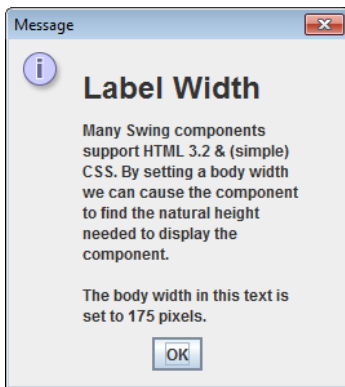 Message
Label Width
Many Swing components
support HTML 3.2 & (simple)
CSS. By setting a body width
we can cause the component
to find the natural height
needed to display the
component.
The body width in this text is
set to 175 pixels.
OK